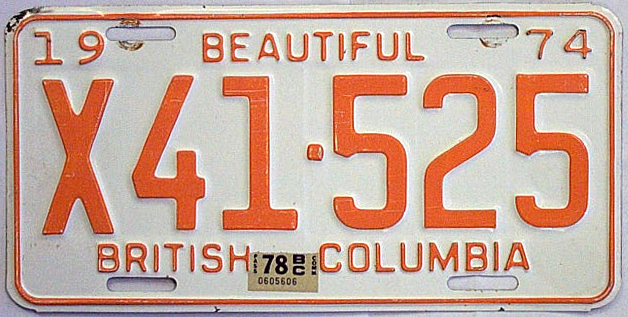 19 BEAUTIFUL 74
X41·525
BRITISH COLUMBIA
78 BC
0605606